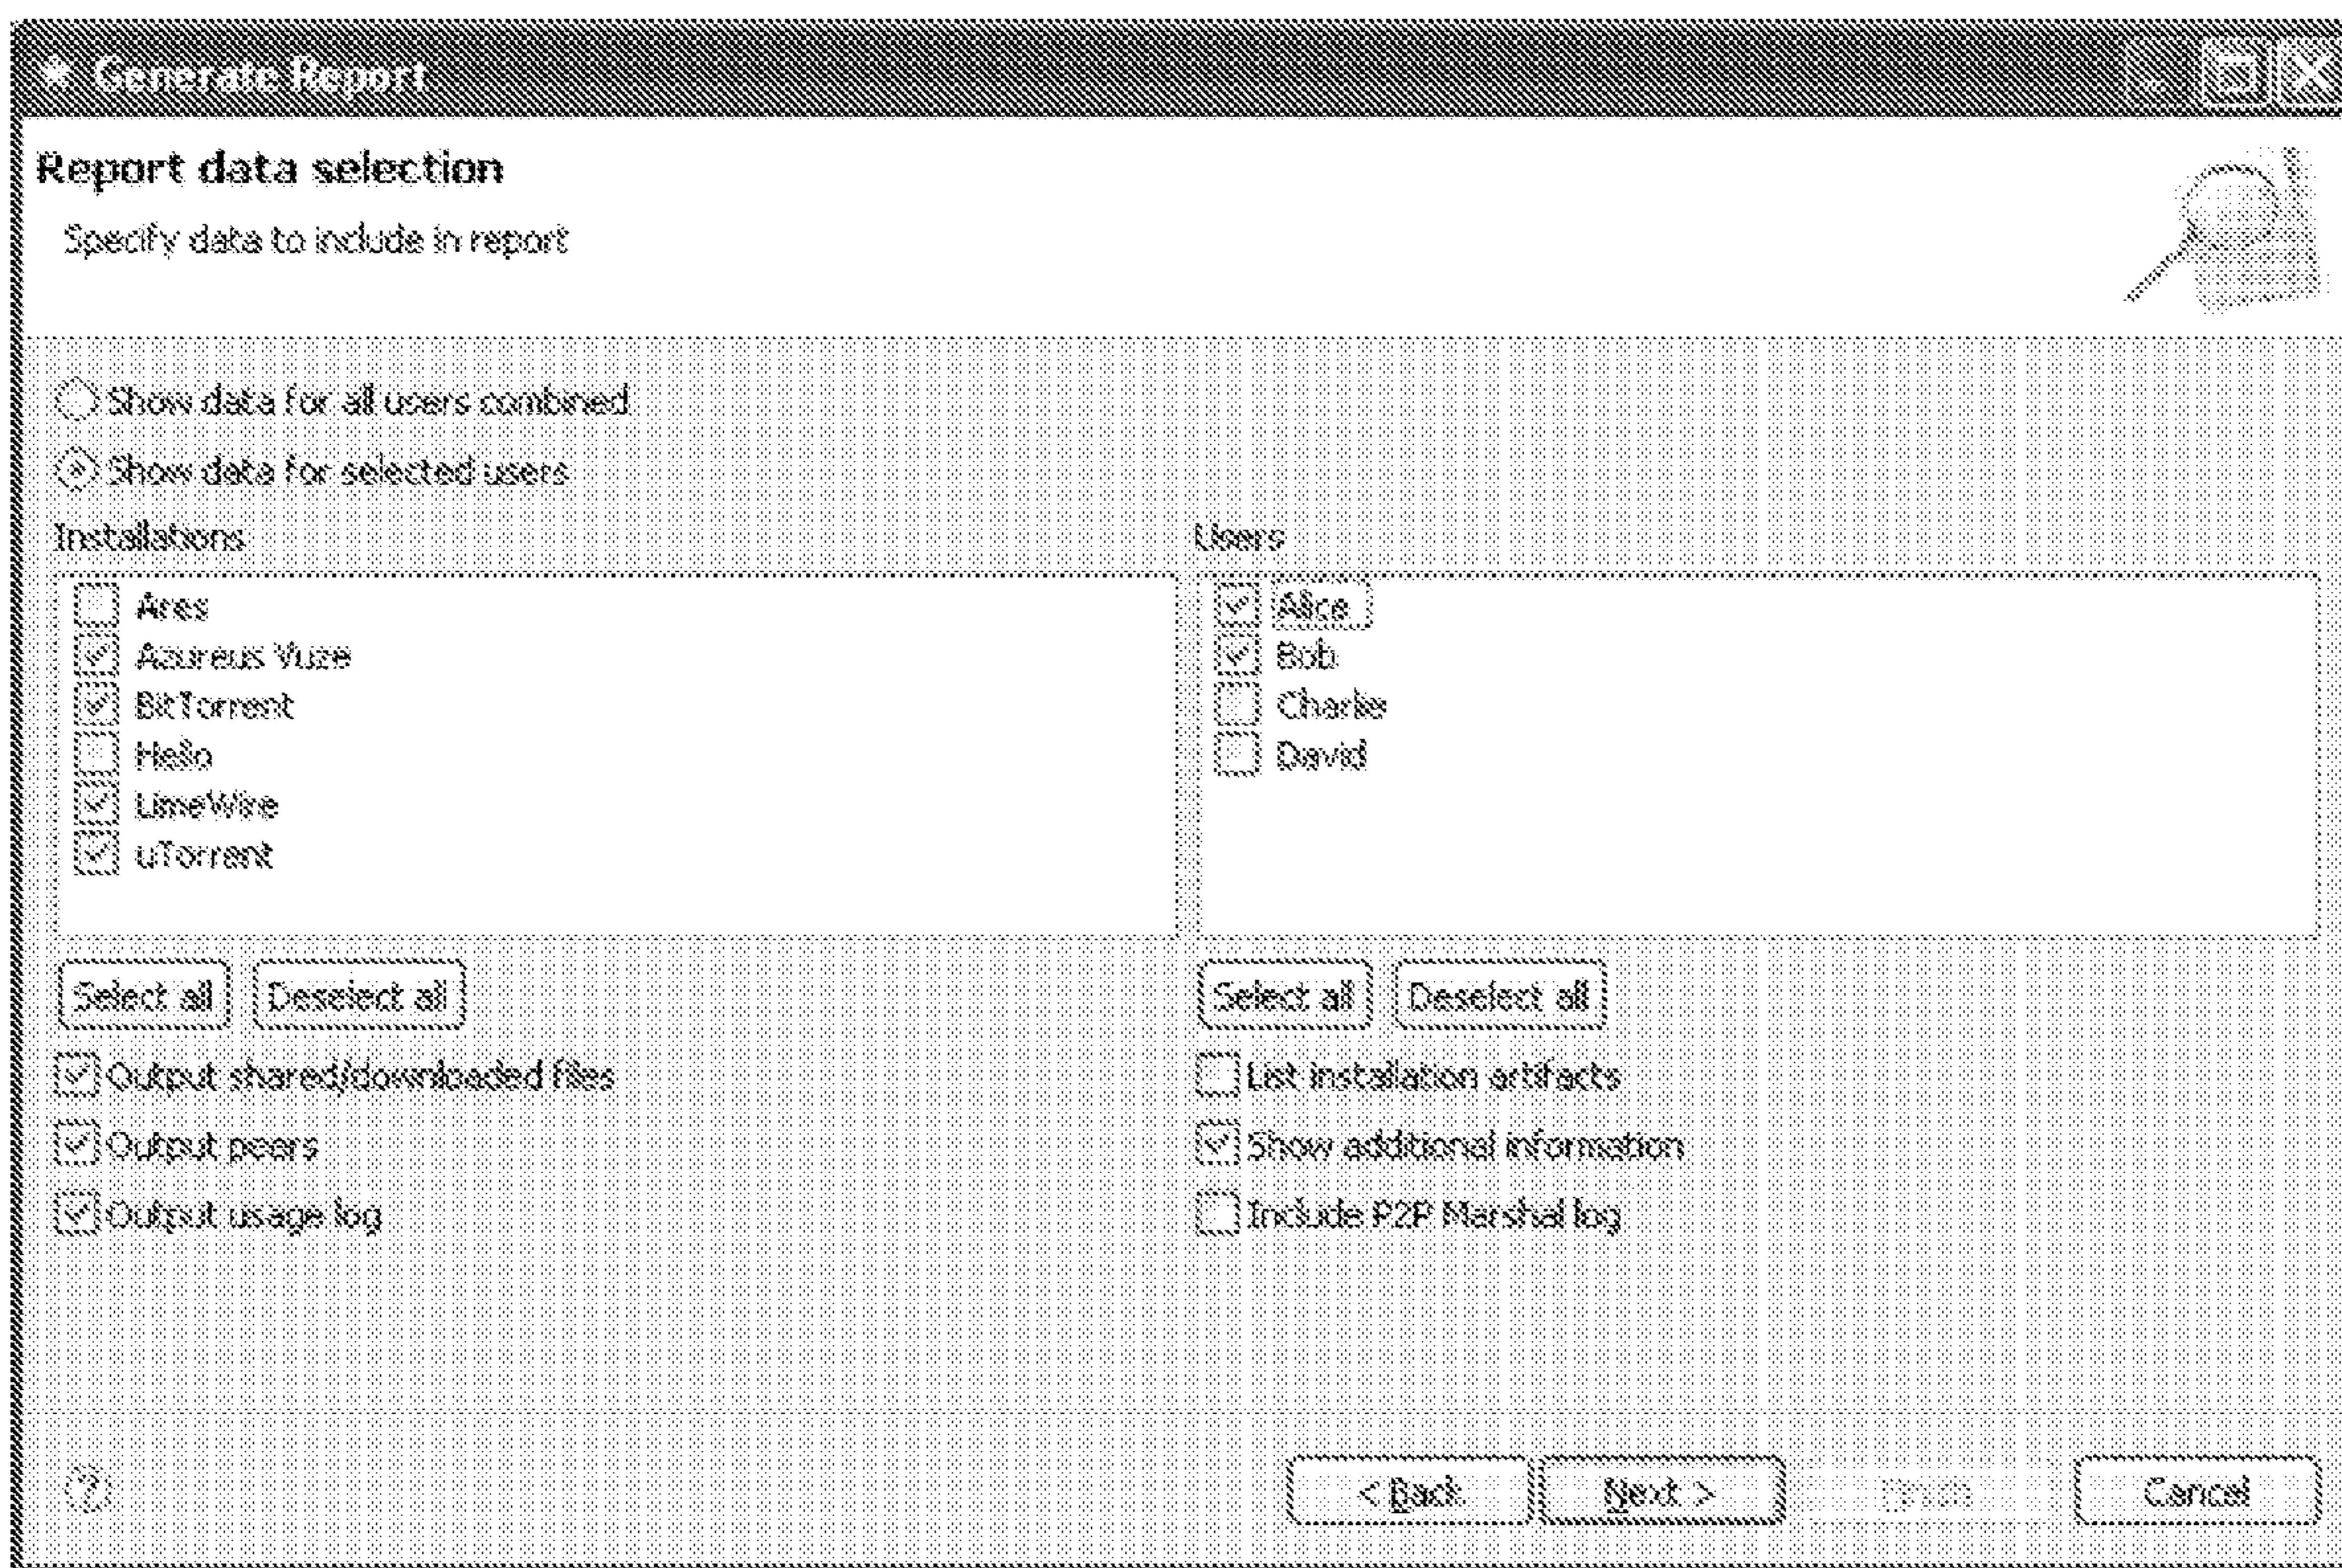 Generate Report
Report data selection
Specify data to include in report
Show data for all users combined
Show data for selected users
Installations
Ares
Azureus Vuze
BitTorrent
Hello
LimeWire
uTorrent
Users
Alice
Bob
Charlie
David
Select all Deselect all
Select all Deselect all
Output shared/downloaded files
Output peers
Output usage log
List installation artifacts
Show additional information
Include P2P Marshal log
?
< Back Next > Cancel